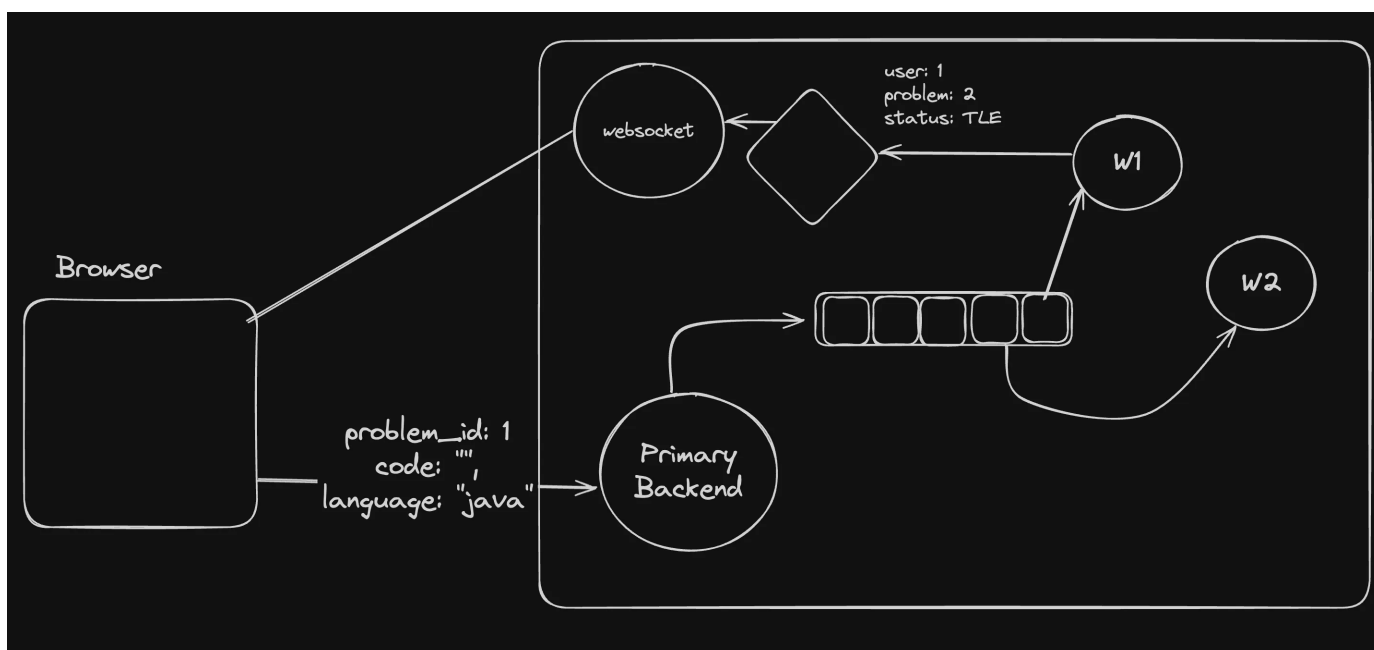 user: 1
problem: 2
status: TLE
websocket
W1
W2
Browser
problem_id: 1
code: "",
language: "java"
Primary
Backend